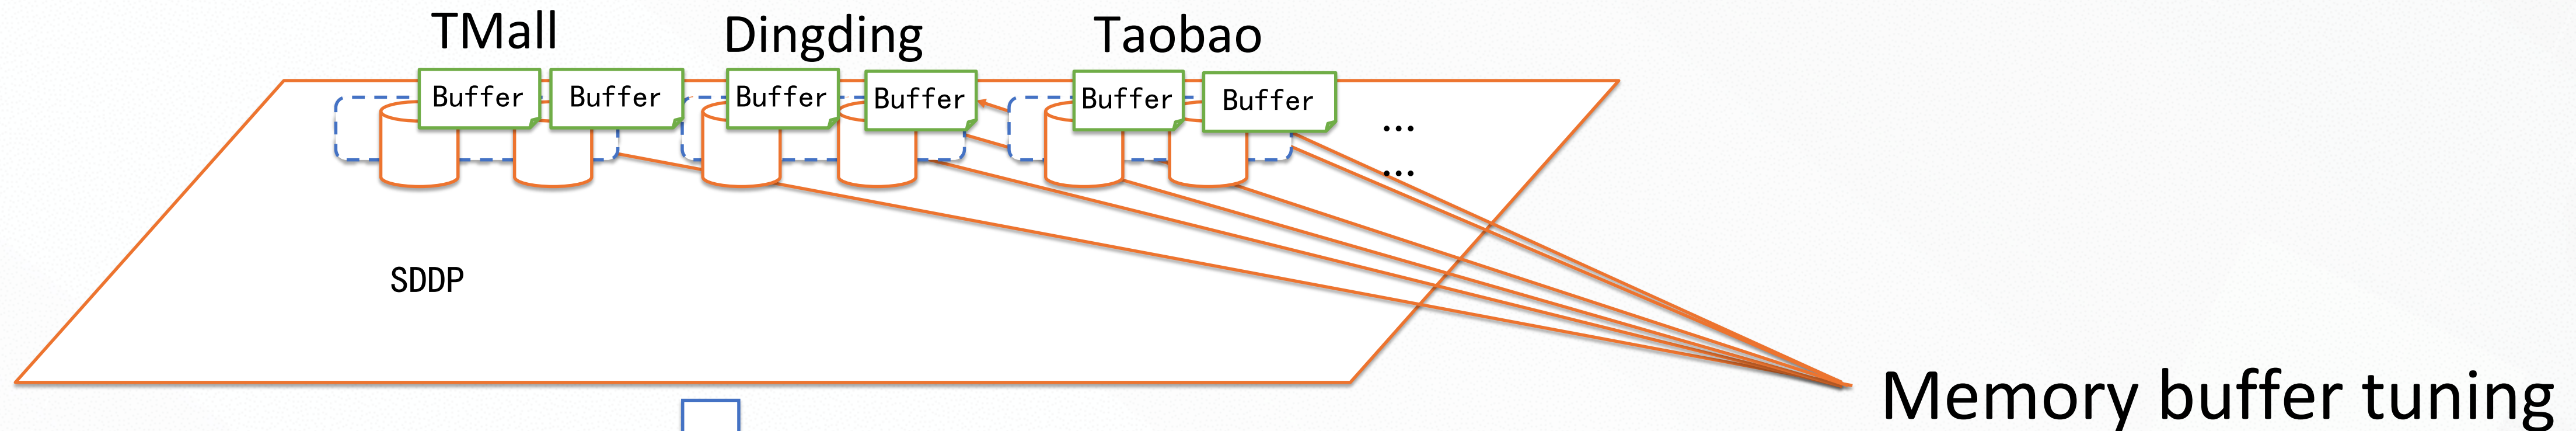 TMall Dingding Taobao
Buffer Buffer Buffer Buffer Buffer Buffer
...
...
SDDP
Memory buffer tuning